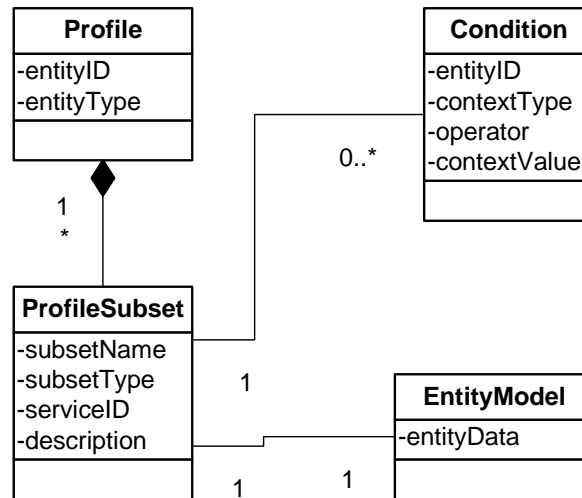 Profile
-entityID
-entityType
Condition
-entityID
-contextType
-operator
-contextValue
0..*
1
*
ProfileSubset
-subsetName
-subsetType
-serviceID
-description
1
EntityModel
-entityData
1
1